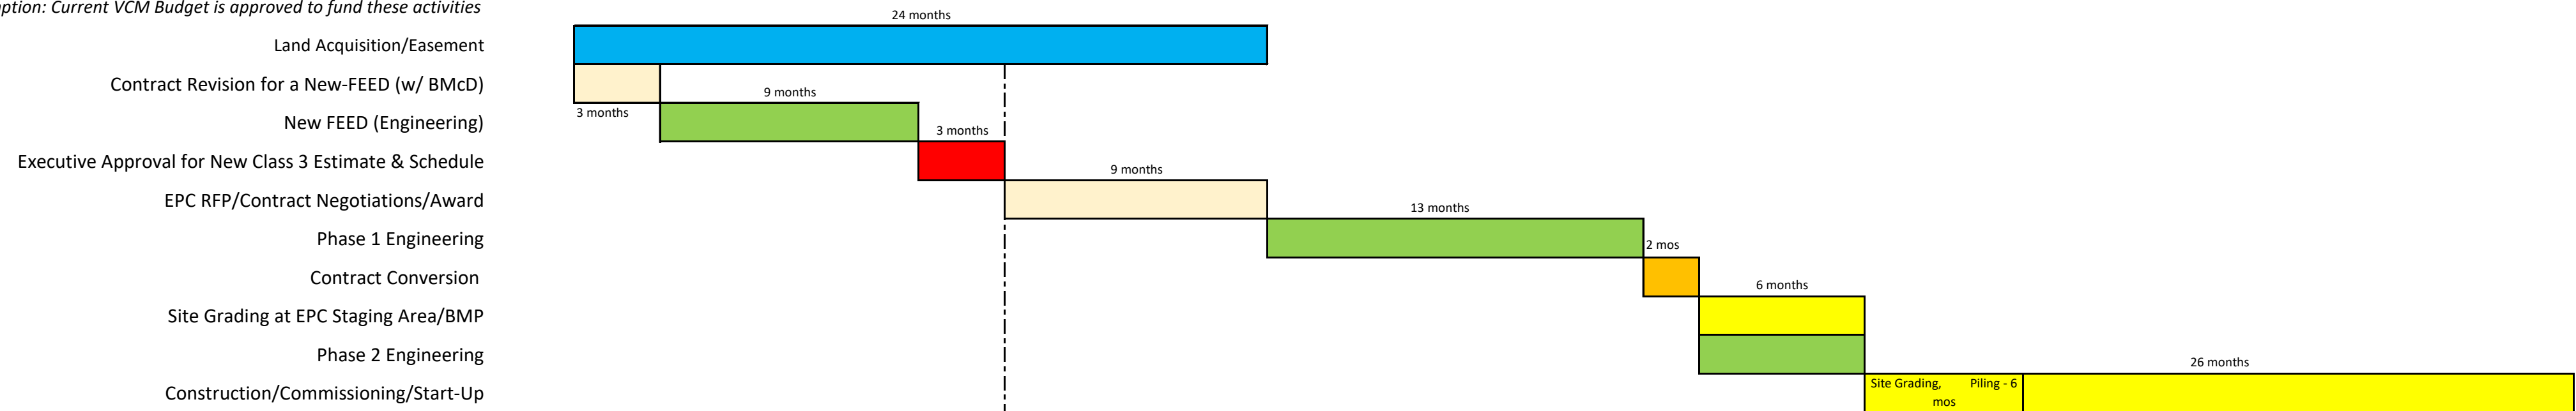 ption: Current VCM Budget is approved to fund these activities
24 months
Land Acquisition/Easement
Contract Revision for a New-FEED (w/ BMcD)
9 months
3 months
New FEED (Engineering)
3 months
Executive Approval for New Class 3 Estimate & Schedule
9 months
EPC RFP/Contract Negotiations/Award
13 months
Phase 1 Engineering
2 mos
Contract Conversion
6 months
Site Grading at EPC Staging Area/BMP
Phase 2 Engineering
26 months
Construction/Commissioning/Start-Up
Site Grading, Piling - 6
mos